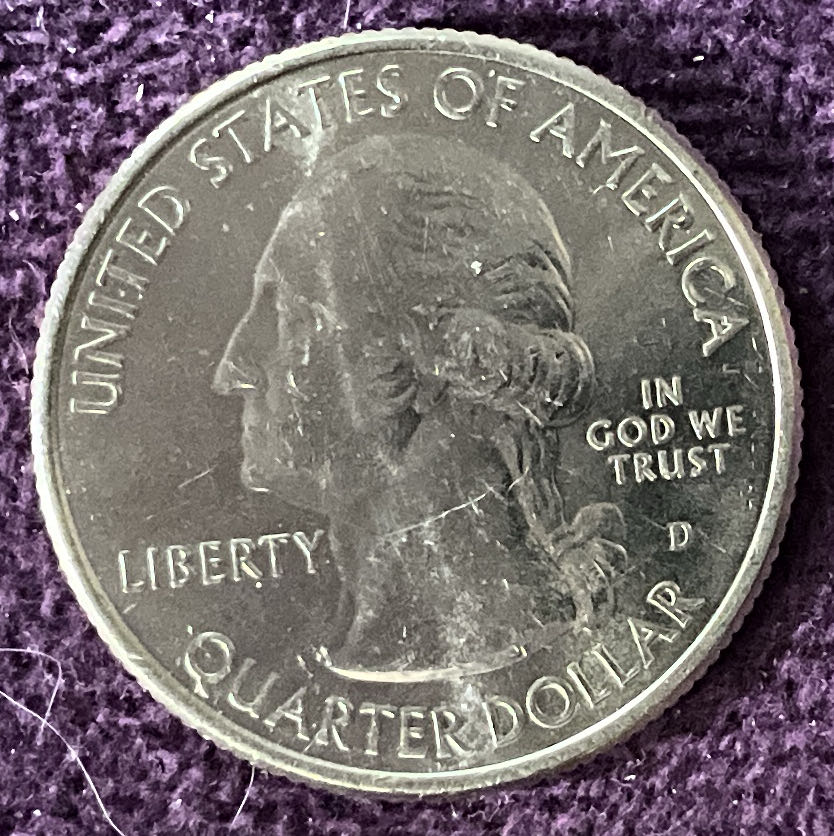 UNITED STATES OF AMERICA
IN
GOD WE
TRUST
LIBERTY
D
QUARTER DOLLAR